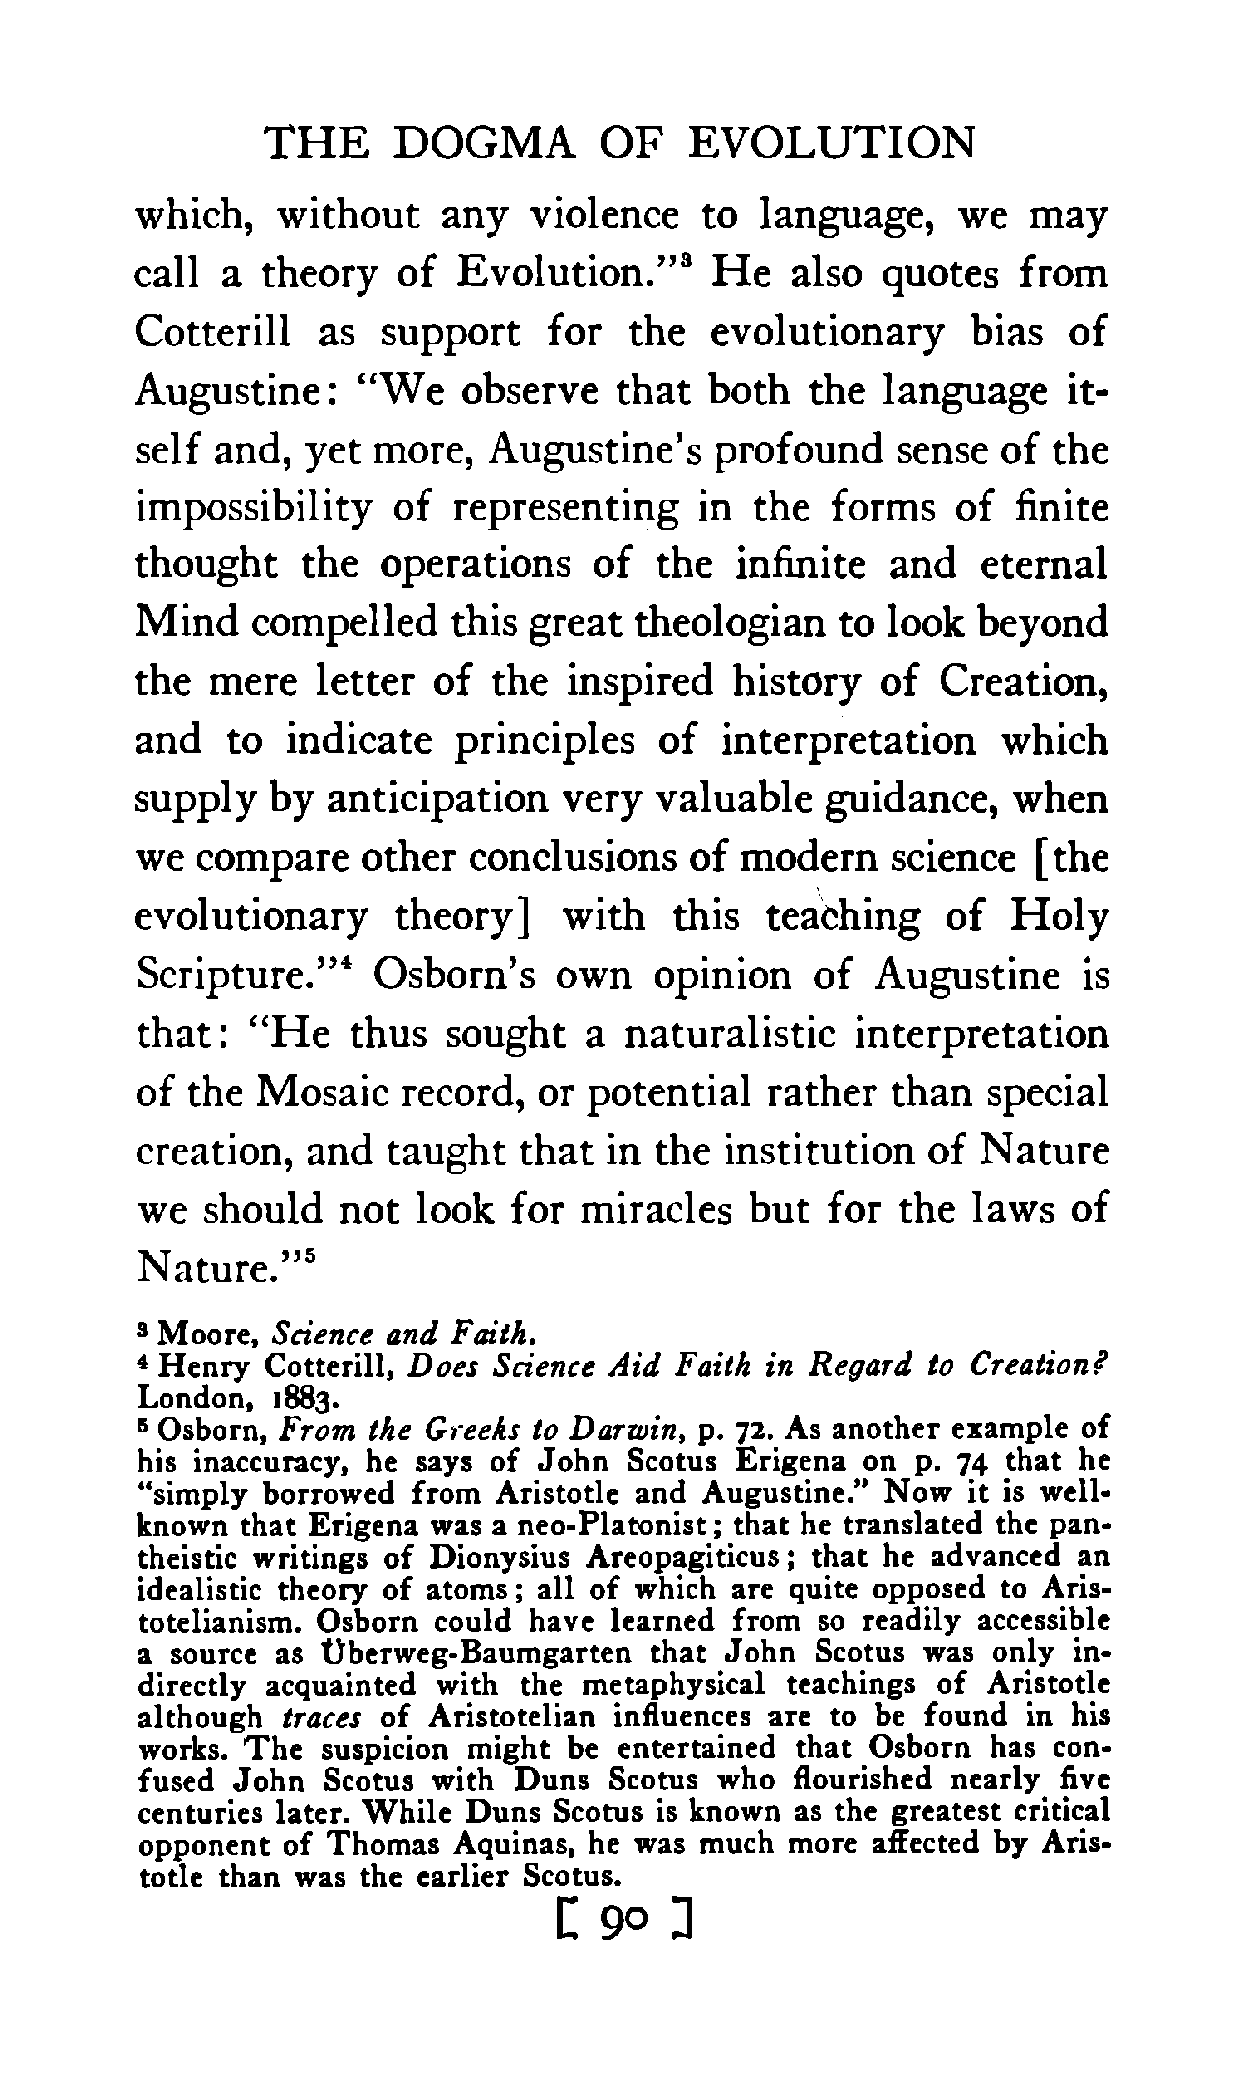 THE DOGMA OF EVOLUTION
which, without any violence to language, we may
call a theory of Evolution."³ He also quotes from
Cotterill as support for the evolutionary bias of
Augustine: "We observe that both the language it-
self and, yet more, Augustine's profound sense of the
impossibility of representing in the forms of finite
thought the operations of the infinite and eternal
Mind compelled this great theologian to look beyond
the mere letter of the inspired history of Creation,
and to indicate principles of interpretation which
supply by anticipation very valuable guidance, when
we compare other conclusions of modern science [the
evolutionary theory] with this teaching of Holy
Scripture."⁴ Osborn's own opinion of Augustine is
that: "He thus sought a naturalistic interpretation
of the Mosaic record, or potential rather than special
creation, and taught that in the institution of Nature
we should not look for miracles but for the laws of
Nature."⁵
³ Moore, Science and Faith.
⁴ Henry Cotterill, Does Science Aid Faith in Regard to Creation?
London, 1883.
⁵ Osborn, From the Greeks to Darwin, p. 72. As another example of
his inaccuracy, he says of John Scotus Erigena on p. 74 that he
"simply borrowed from Aristotle and Augustine." Now it is well-
known that Erigena was a neo-Platonist; that he translated the pan-
theistic writings of Dionysius Areopagiticus; that he advanced an
idealistic theory of atoms; all of which are quite opposed to Aris-
totelianism. Osborn could have learned from so readily accessible
a source as Überweg-Baumgarten that John Scotus was only in-
directly acquainted with the metaphysical teachings of Aristotle
although traces of Aristotelian influences are to be found in his
works. The suspicion might be entertained that Osborn has con-
fused John Scotus with Duns Scotus who flourished nearly five
centuries later. While Duns Scotus is known as the greatest critical
opponent of Thomas Aquinas, he was much more affected by Aris-
totle than was the earlier Scotus.
[ 90 ]